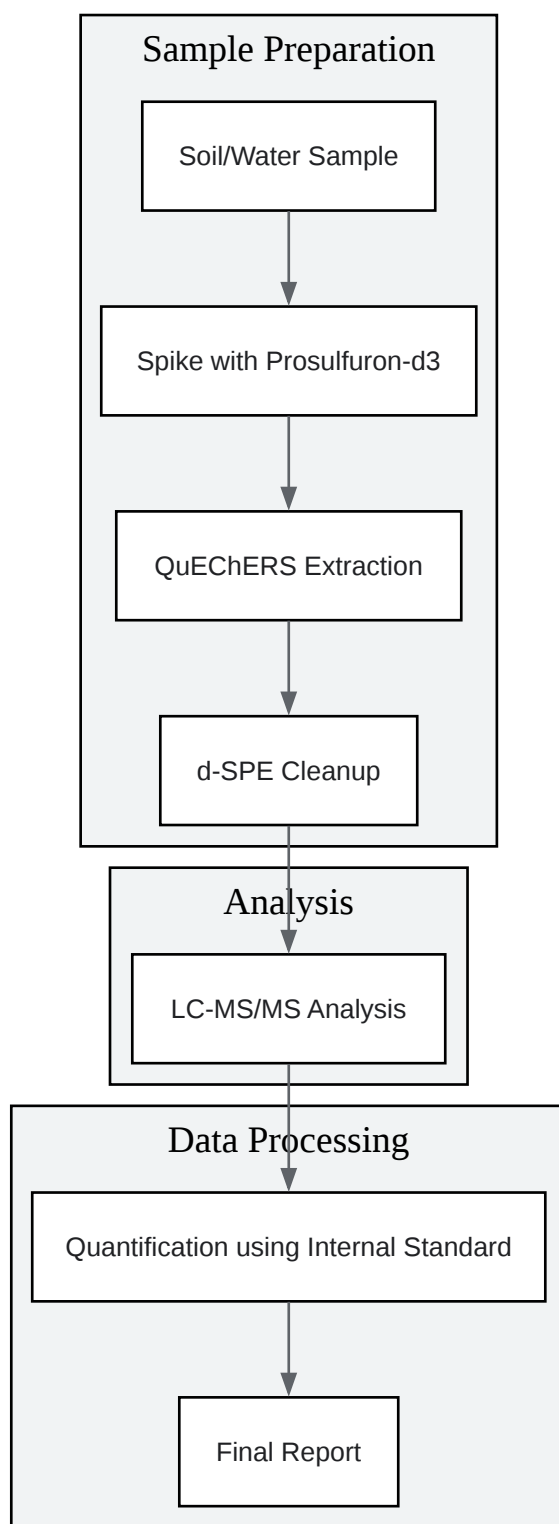 Sample Preparation
Soil/Water Sample
Spike with Prosulfuron-d3
QuEChERS Extraction
d-SPE Cleanup
Analysis
LC-MS/MS Analysis
Data Processing
Quantification using Internal Standard
Final Report